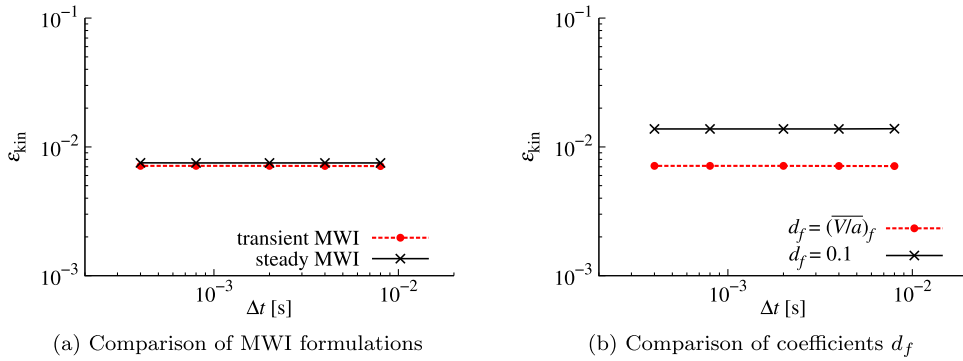 10⁻¹
10⁻²
10⁻³
ε_kin
transient MWI
steady MWI
10⁻³ 10⁻²
Δt [s]
(a) Comparison of MWI formulations
10⁻¹
10⁻²
10⁻³
ε_kin
d_f = (V/a)_f
d_f = 0.1
10⁻³ 10⁻²
Δt [s]
(b) Comparison of coefficients d_f